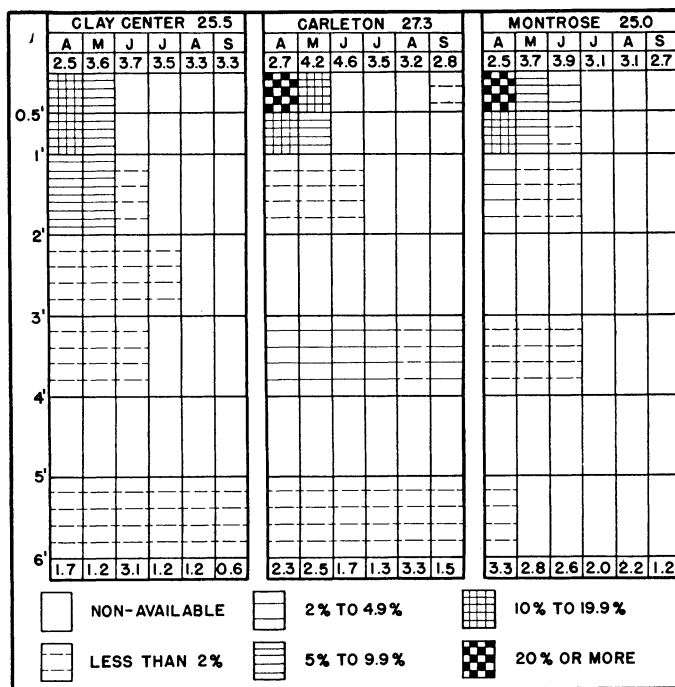 CLAY CENTER 25.5 CARLETON 27.3 MONTROSE 25.0
A M J J A S A M J J A S A M J J A S
2.5 3.6 3.7 3.5 3.3 3.3 2.7 4.2 4.6 3.5 3.2 2.8 2.5 3.7 3.9 3.1 3.1 2.7
0.5'
1'
2'
3'
4'
5'
6'
1.7 1.2 3.1 1.2 1.2 0.6 2.3 2.5 1.7 1.3 3.3 1.5 3.3 2.8 2.6 2.0 2.2 1.2
NON-AVAILABLE 2% TO 4.9% 10% TO 19.9%
LESS THAN 2% 5% TO 9.9% 20% OR MORE